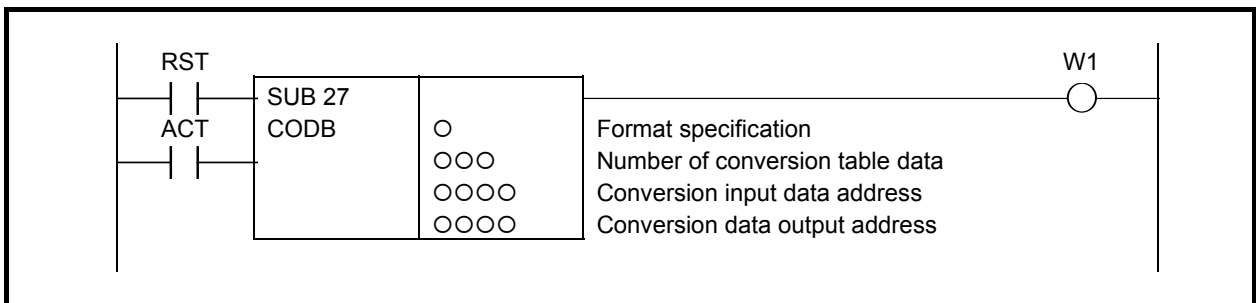 RST W1
SUB 27
ACT CODB ○ Format specification
○○○ Number of conversion table data
○○○○ Conversion input data address
○○○○ Conversion data output address